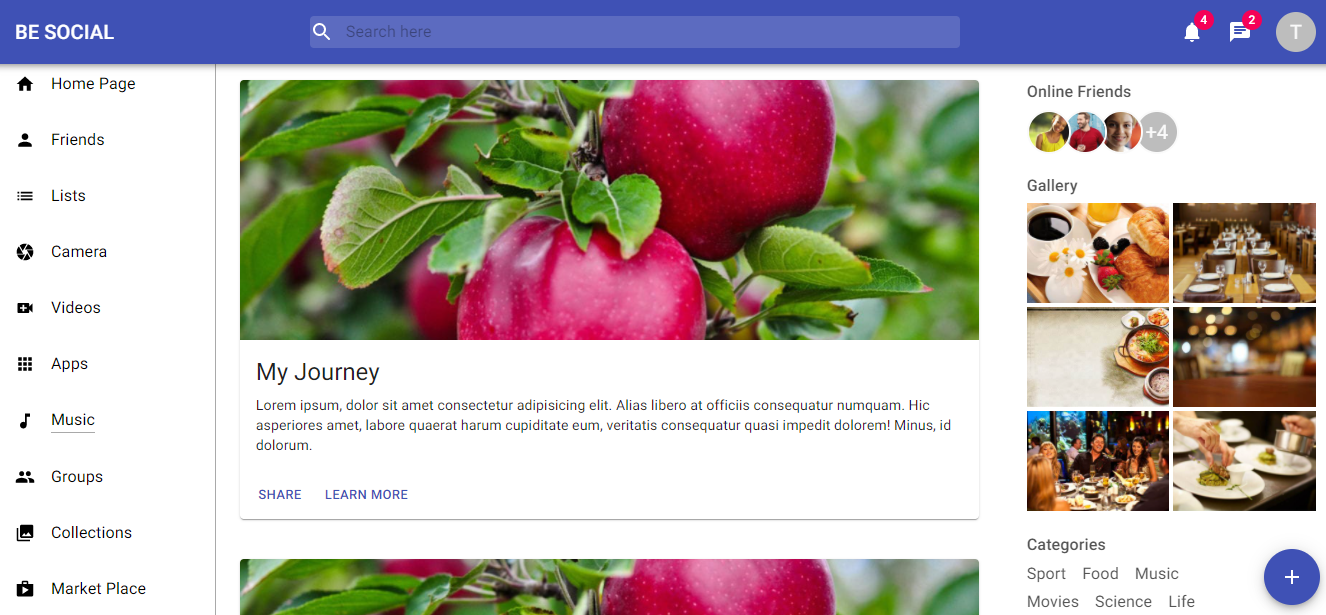 BE SOCIAL
Search here
4
2
T
Home Page
Friends
Lists
Camera
Videos
Apps
Music
Groups
Collections
Market Place
My Journey
Lorem ipsum, dolor sit amet consectetur adipisicing elit. Alias libero at officiis consequatur numquam. Hic
asperiores amet, labore quaerat harum cupiditate eum, veritatis consequatur quasi impedit dolorem! Minus, id
dolorum.
SHARE LEARN MORE
Online Friends
+4
Gallery
Categories
Sport Food Music
Movies Science Life